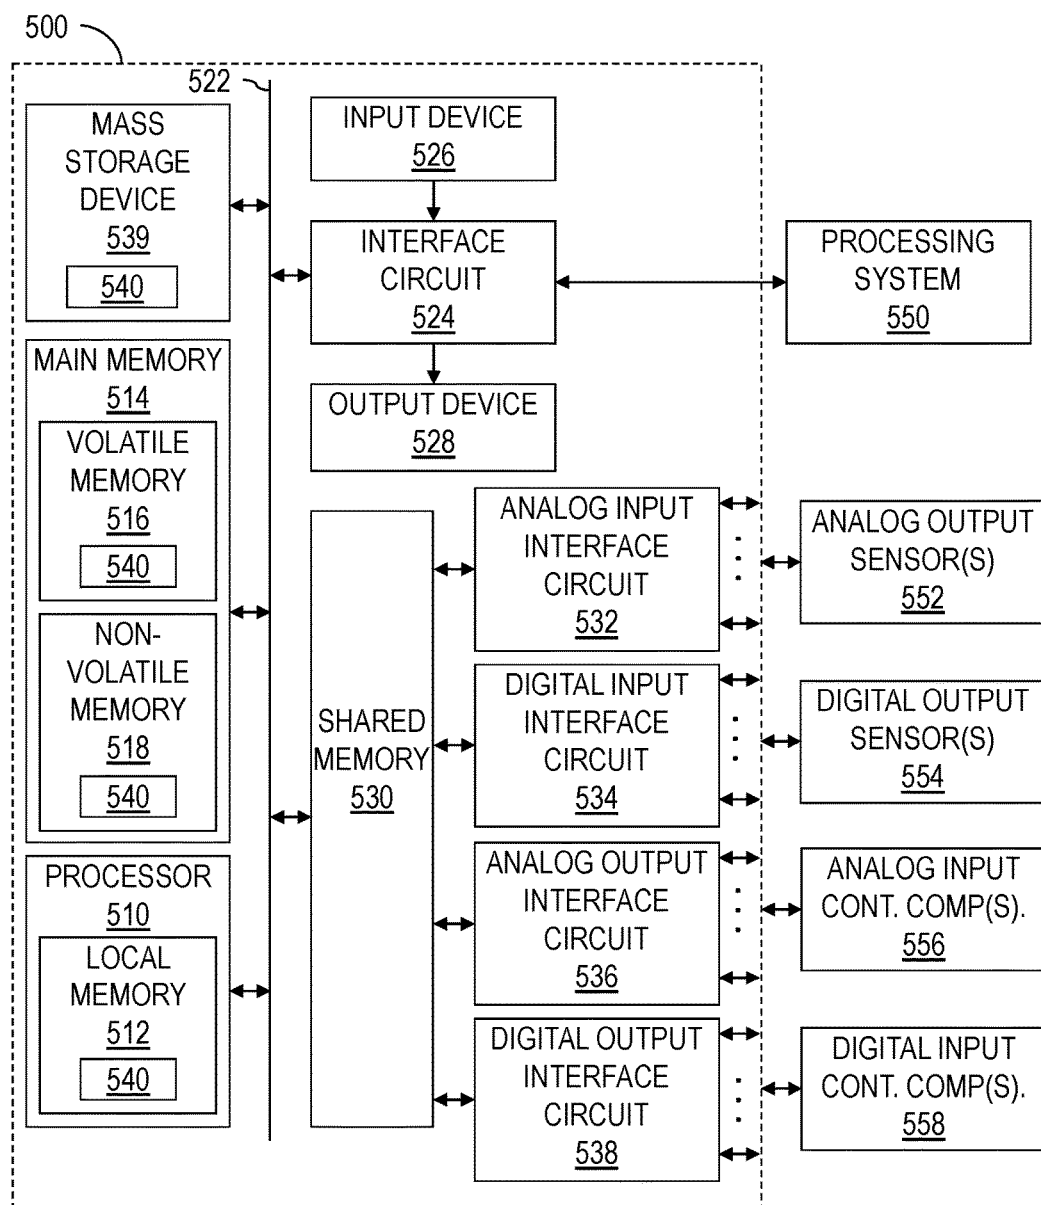 500
522
MASS
STORAGE
DEVICE
539
540
MAIN MEMORY
514
VOLATILE
MEMORY
516
540
NON-
VOLATILE
MEMORY
518
540
PROCESSOR
510
LOCAL
MEMORY
512
540
INPUT DEVICE
526
INTERFACE
CIRCUIT
524
OUTPUT DEVICE
528
PROCESSING
SYSTEM
550
SHARED
MEMORY
530
ANALOG INPUT
INTERFACE
CIRCUIT
532
DIGITAL INPUT
INTERFACE
CIRCUIT
534
ANALOG OUTPUT
INTERFACE
CIRCUIT
536
DIGITAL OUTPUT
INTERFACE
CIRCUIT
538
ANALOG OUTPUT
SENSOR(S)
552
DIGITAL OUTPUT
SENSOR(S)
554
ANALOG INPUT
CONT. COMP(S).
556
DIGITAL INPUT
CONT. COMP(S).
558